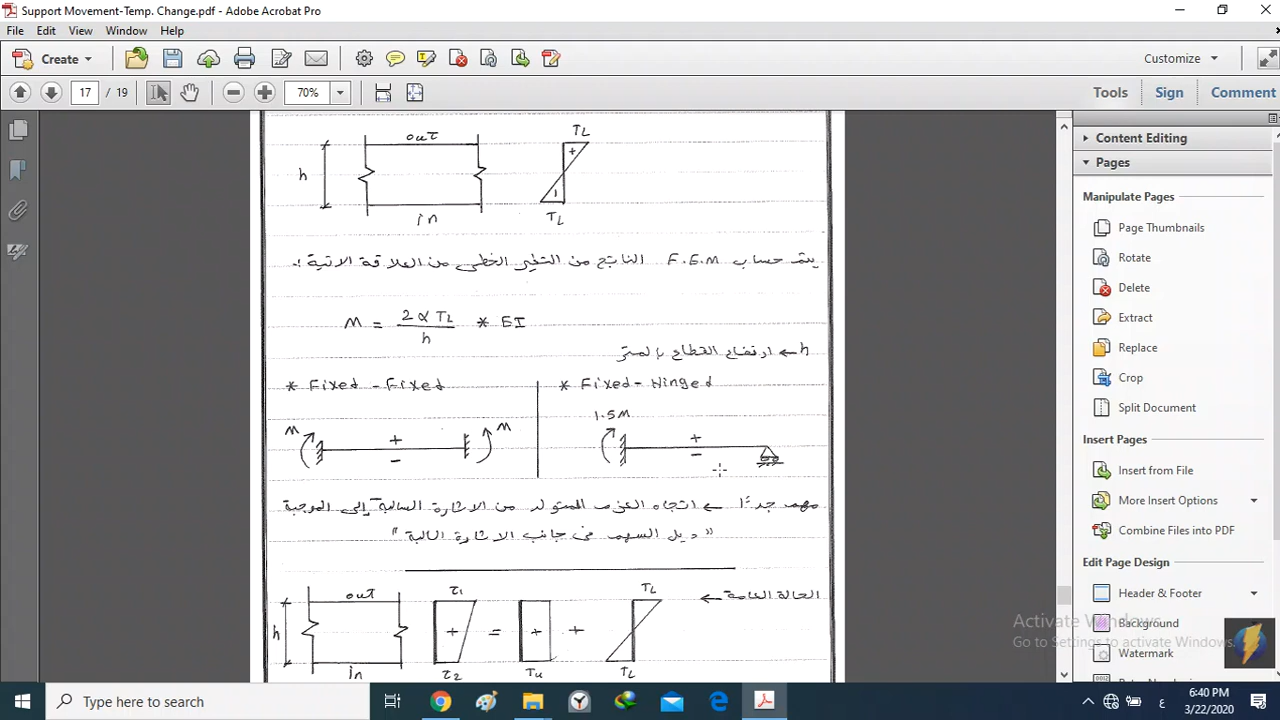 Support Movement-Temp. Change.pdf - Adobe Acrobat Pro
File Edit View Window Help
Create
Customize
17 / 19
70%
Tools Sign Comment
out
h
in
TL
+
-
TL
يتم حساب F.E.M الناتج من التغير الخطى من العلاقة الاتية :-
M = 2 α TL / h * EI
h ← ارتفاع القطاع بالمتر
* Fixed - Fixed
* Fixed - Hinged
M
+
-
M
1.5 M
+
-
مهم جدًا ← اتجاه العزم المتولد من الاشارة السالبة إلى الموجبة
" ديل السهم فى جانب الاشارة السالبة "
الحالة العامة ←
out
h
in
T1
+
T2
=
+
Tu
+
TL
TL
Content Editing
Pages
Manipulate Pages
Page Thumbnails
Rotate
Delete
Extract
Replace
Crop
Split Document
Insert Pages
Insert from File
More Insert Options
Combine Files into PDF
Edit Page Design
Header & Footer
Background
Watermark
Activate Windows
Go to Settings to activate Windows.
Type here to search
ع
6:40 PM
3/22/2020